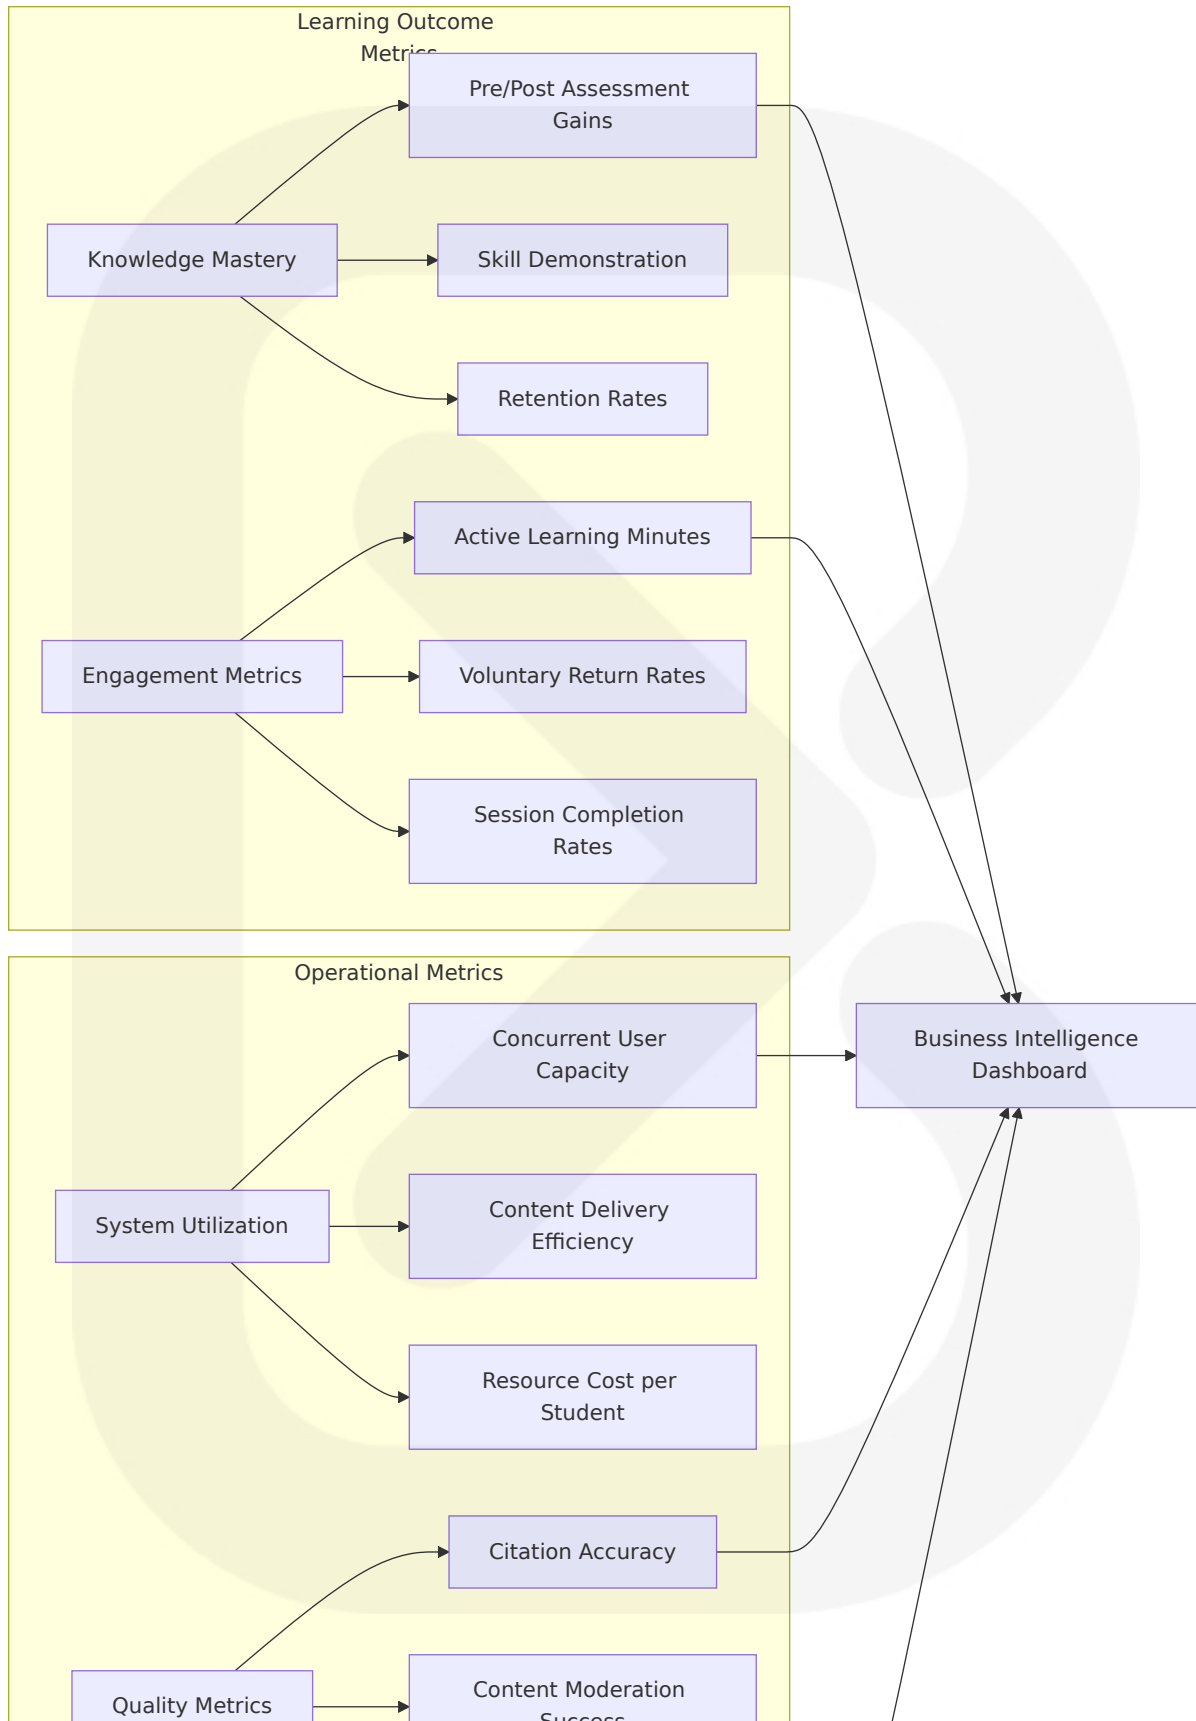 Learning Outcome
Metrics
Pre/Post Assessment
Gains
Knowledge Mastery
Skill Demonstration
Retention Rates
Active Learning Minutes
Engagement Metrics
Voluntary Return Rates
Session Completion
Rates
Operational Metrics
Concurrent User
Capacity
Business Intelligence
Dashboard
System Utilization
Content Delivery
Efficiency
Resource Cost per
Student
Citation Accuracy
Quality Metrics
Content Moderation
Success